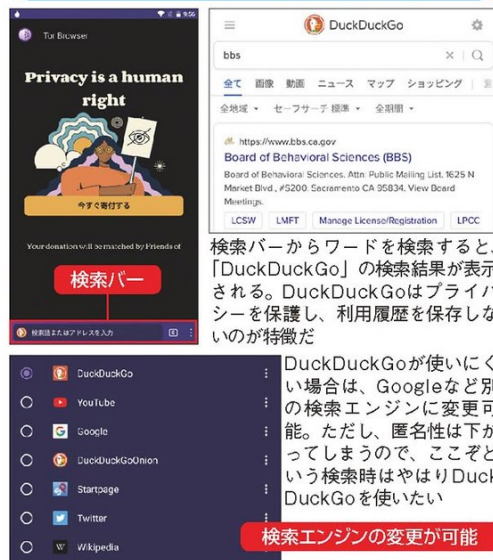 9:56
Tor Browser
Privacy is a human
right
今すぐ寄付する
Your donation will be matched by Friends of
検索バー
検索語またはアドレスを入力
DuckDuckGo
bbs
全て 画像 動画 ニュース マップ ショッピング
全地域 セーフサーチ 標準 全期間
https://www.bbs.ca.gov
Board of Behavioral Sciences (BBS)
Board of Behavioral Sciences. Attn: Public Mailing List. 1625 N
Market Blvd., #S200. Sacramento CA 95834. View Board
Meetings.
LCSW LMFT Manage License/Registration LPCC
検索バーからワードを検索すると、
「DuckDuckGo」の検索結果が表示
される。DuckDuckGoはプライバ
シーを保護し、利用履歴を保存しな
いのが特徴だ
DuckDuckGo
YouTube
Google
DuckDuckGoOnion
Startpage
Twitter
W Wikipedia
DuckDuckGoが使いにく
い場合は、Googleなど別
の検索エンジンに変更可
能。ただし、匿名性は下が
ってしまうので、ここぞと
いう検索時はやはりDuck
DuckGoを使いたい
検索エンジンの変更が可能